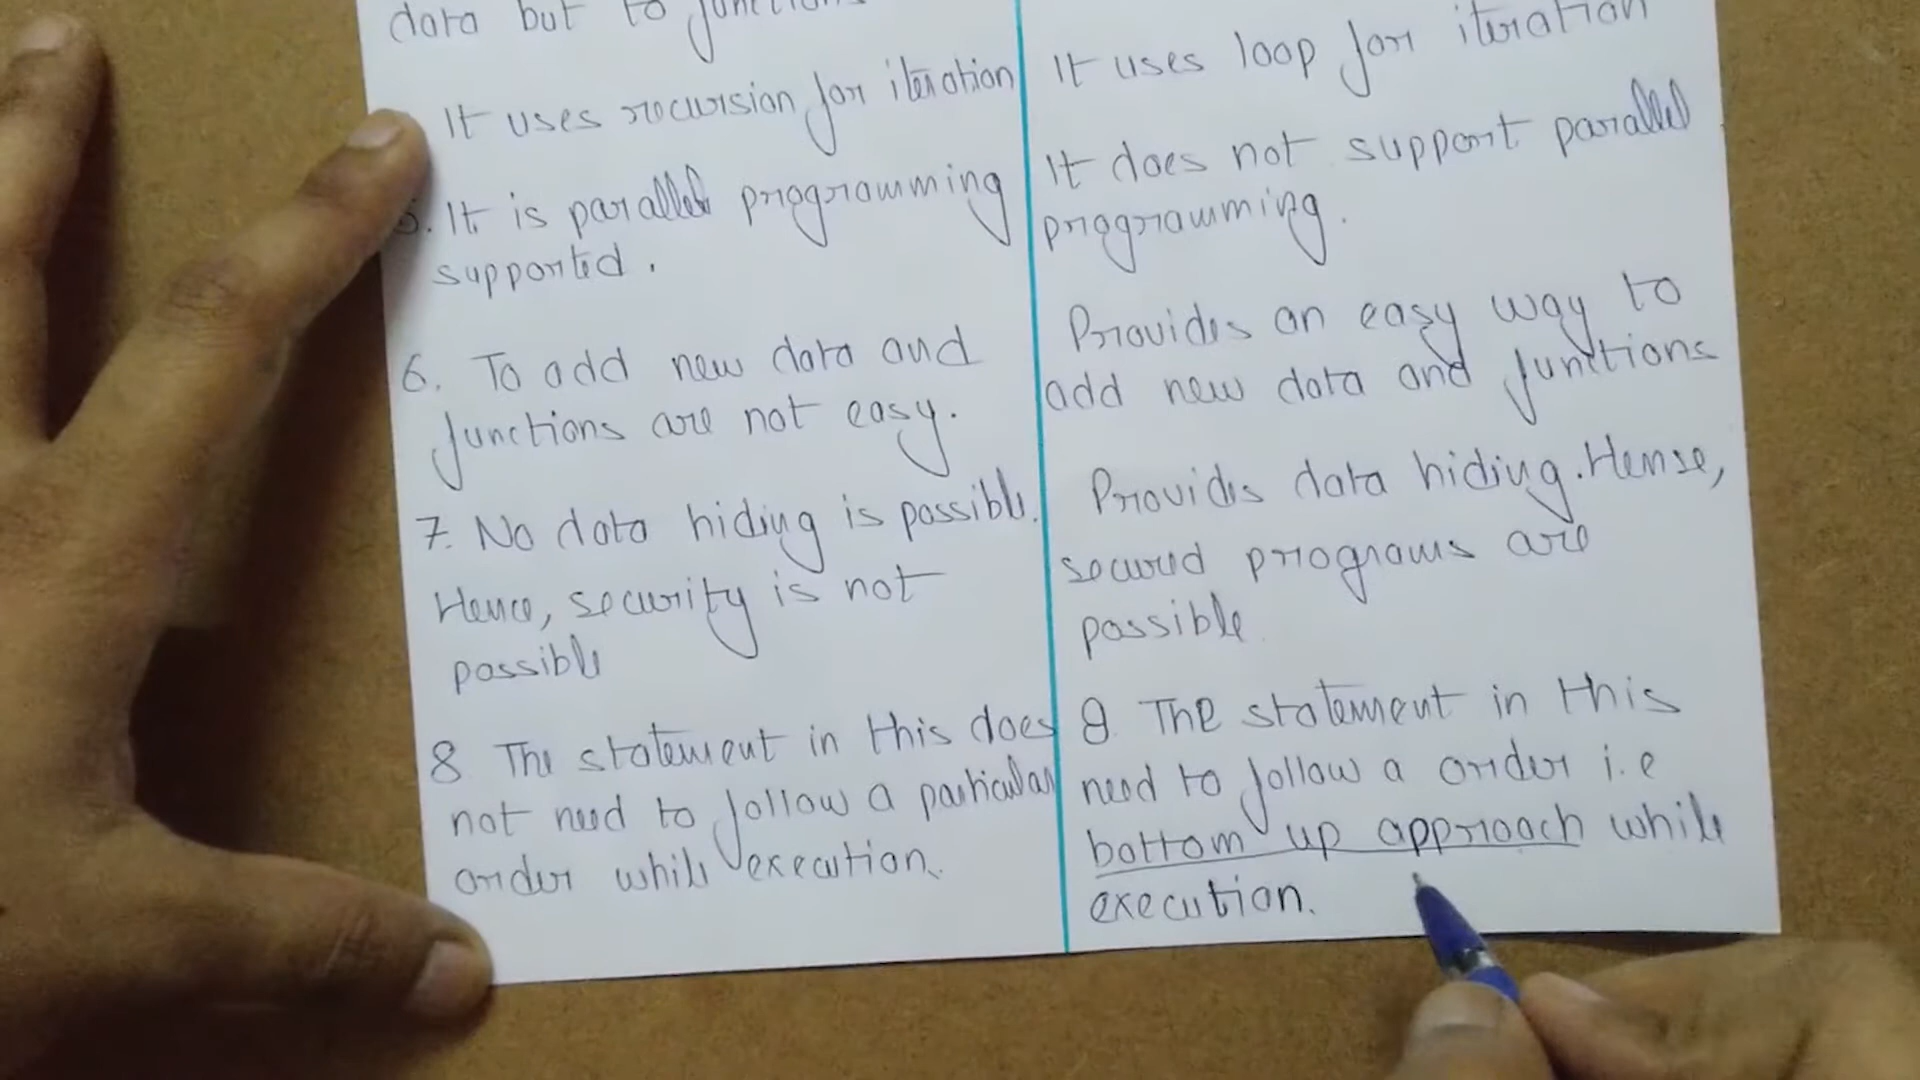 data but to functions
It uses recursion for iteration
5. It is parallel programming
supported.
6. To add new data and
functions are not easy.
7. No data hiding is possible.
Hence, security is not
possible
8 The statement in this does
not need to follow a particular
order while execution.
It uses loop for iteration
It does not support parallel
programming.
Provides an easy way to
add new data and functions
Provides data hiding. Hense,
secured programs are
possible.
8. The statement in this
need to follow a order i.e
bottom up approach while
execution.